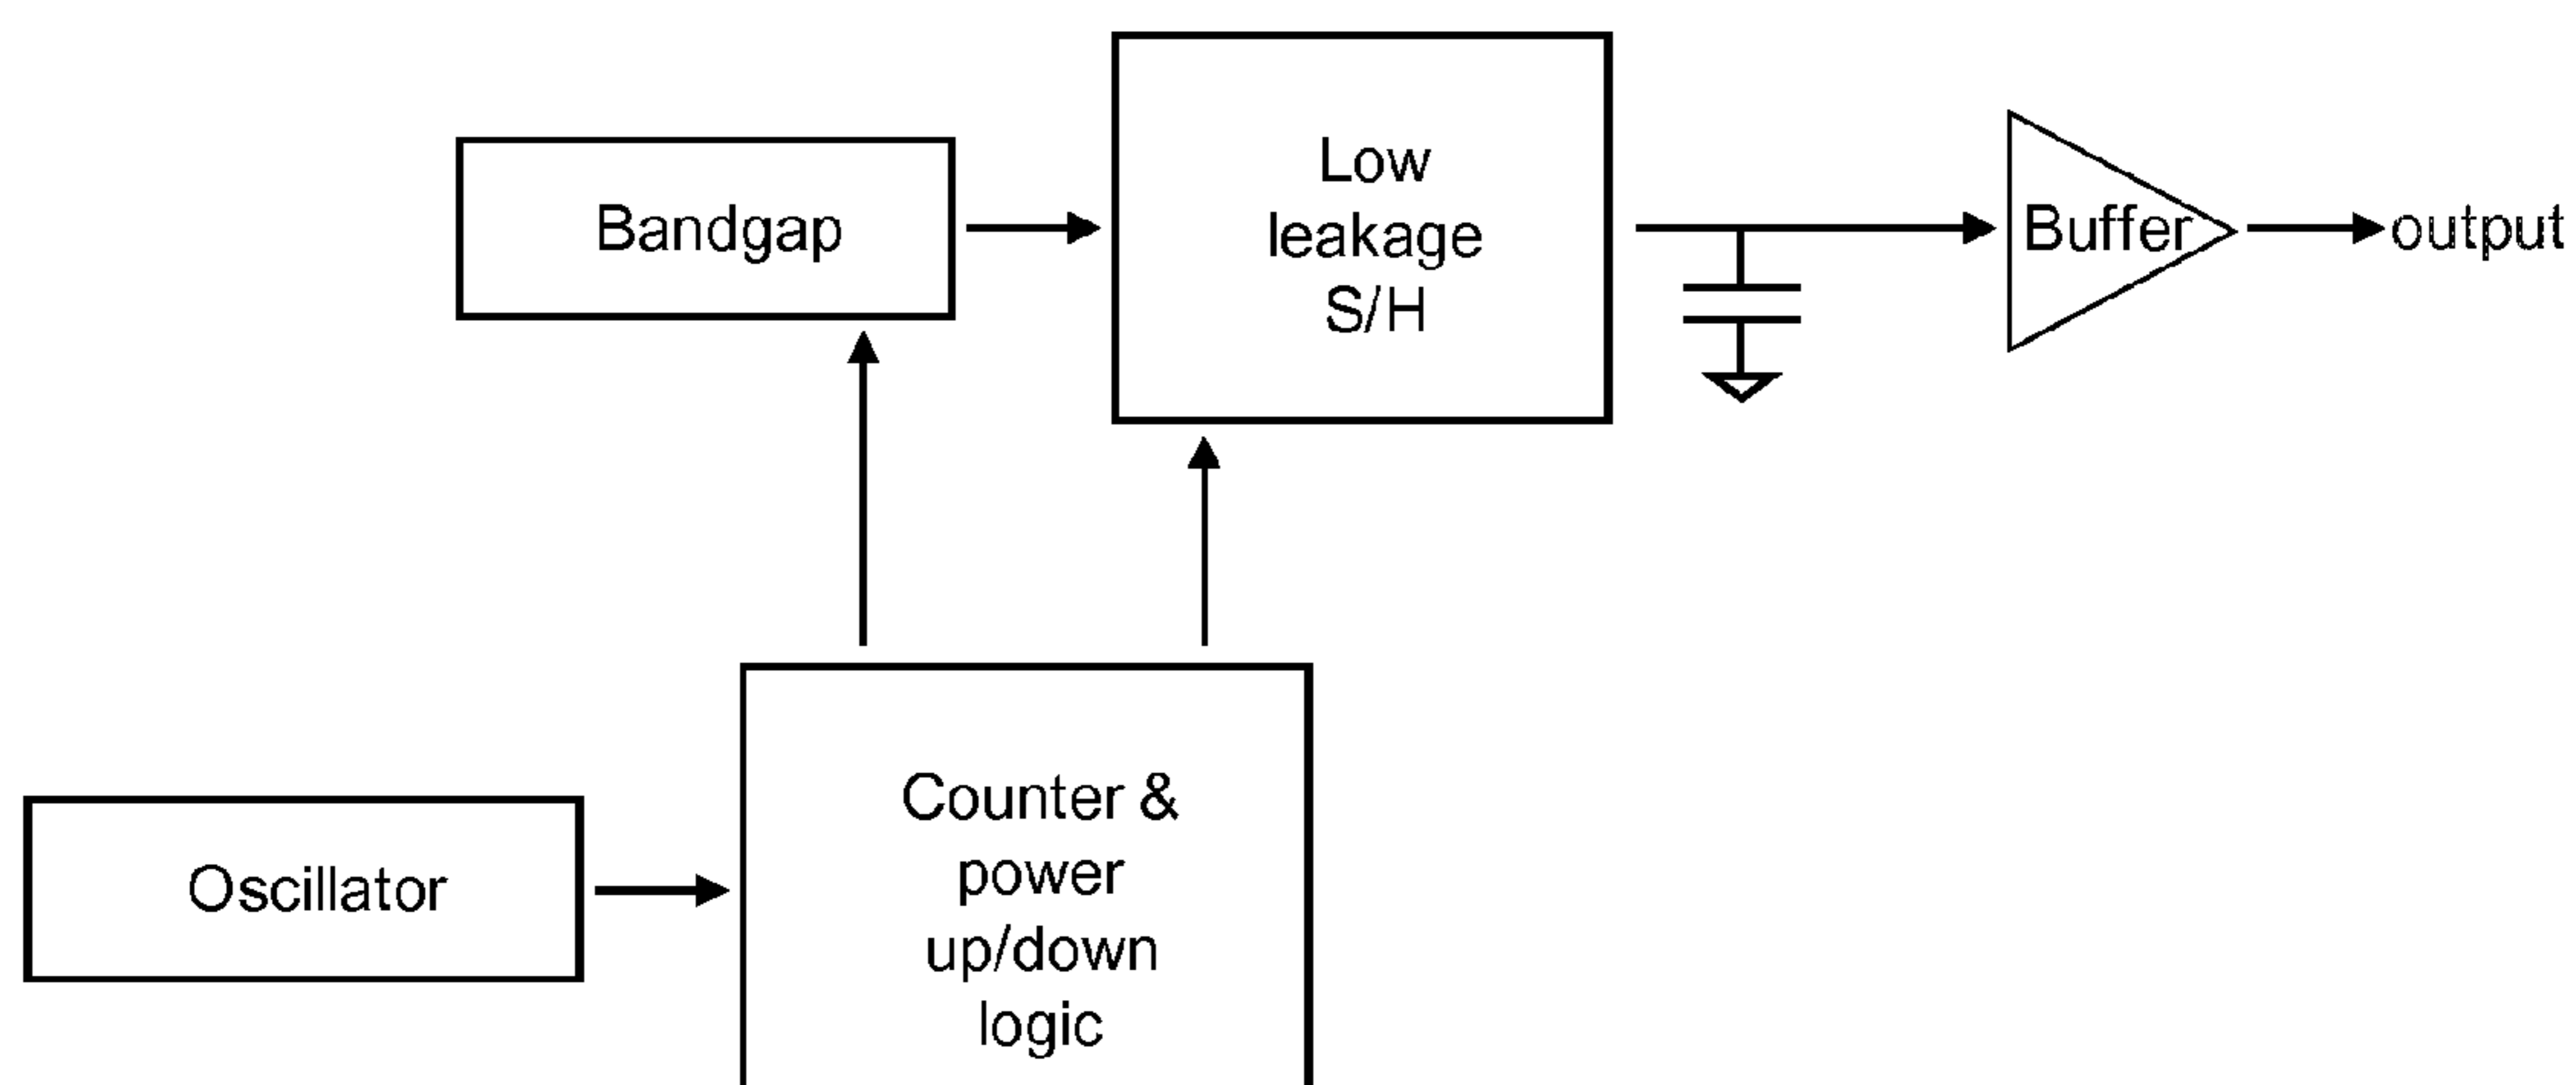 Low
leakage
S/H
Bandgap
Buffer
output
Counter &
power
up/down
logic
Oscillator